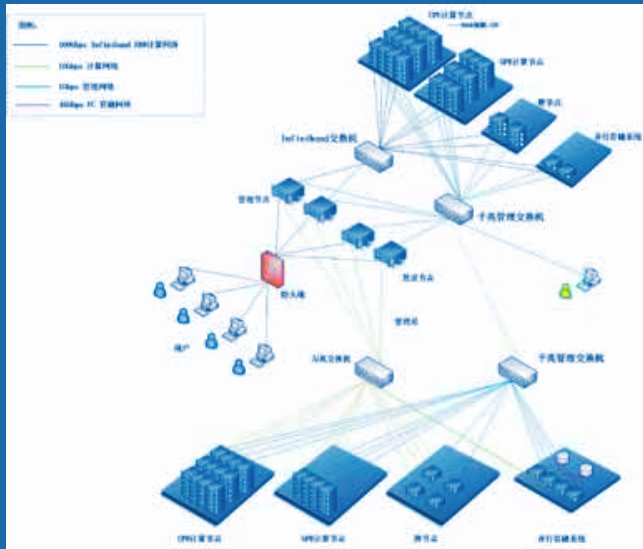 图例:
100Gbps InfiniBand EDR计算网络
10Gbps 计算网络
1Gbps 管理网络
CPU计算节点
GPU计算节点
胖节点
并行存储系统
InfiniBand交换机
管理节点
千兆管理交换机
登录节点
防火墙
用户
管理员
万兆交换机
千兆管理交换机
CPU计算节点
GPU计算节点
胖节点
并行存储系统